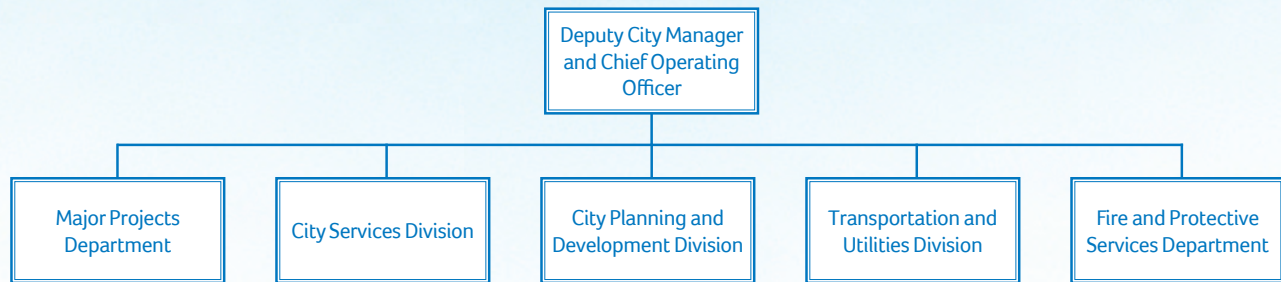 Deputy City Manager
and Chief Operating
Officer
Major Projects
Department
City Services Division
City Planning and
Development Division
Transportation and
Utilities Division
Fire and Protective
Services Department